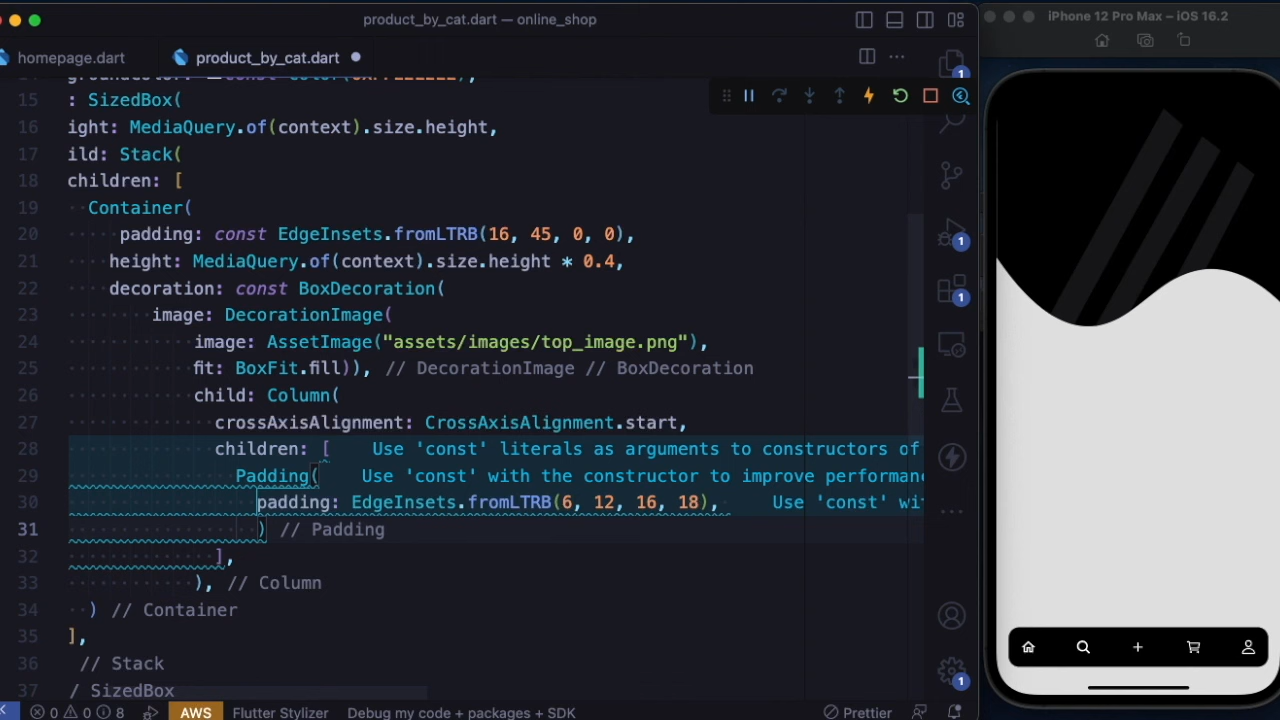 product_by_cat.dart — online_shop
iPhone 12 Pro Max – iOS 16.2
homepage.dart
product_by_cat.dart
15 : SizedBox(
16 ight: MediaQuery.of(context).size.height,
17 ild: Stack(
18 children: [
19 Container(
20 padding: const EdgeInsets.fromLTRB(16, 45, 0, 0),
21 height: MediaQuery.of(context).size.height * 0.4,
22 decoration: const BoxDecoration(
23 image: DecorationImage(
24 image: AssetImage("assets/images/top_image.png"),
25 fit: BoxFit.fill)), // DecorationImage // BoxDecoration
26 child: Column(
27 crossAxisAlignment: CrossAxisAlignment.start,
28 children: [ Use 'const' literals as arguments to constructors of
29 Padding( Use 'const' with the constructor to improve performanc
30 padding: EdgeInsets.fromLTRB(6, 12, 16, 18), Use 'const' wi
31 ) // Padding
32 ],
33 ), // Column
34 ) // Container
35 ],
36 // Stack
37 / SizedBox
1
1
1
1
0 0 8 AWS Flutter Stylizer Debug my code + packages + SDK Prettier